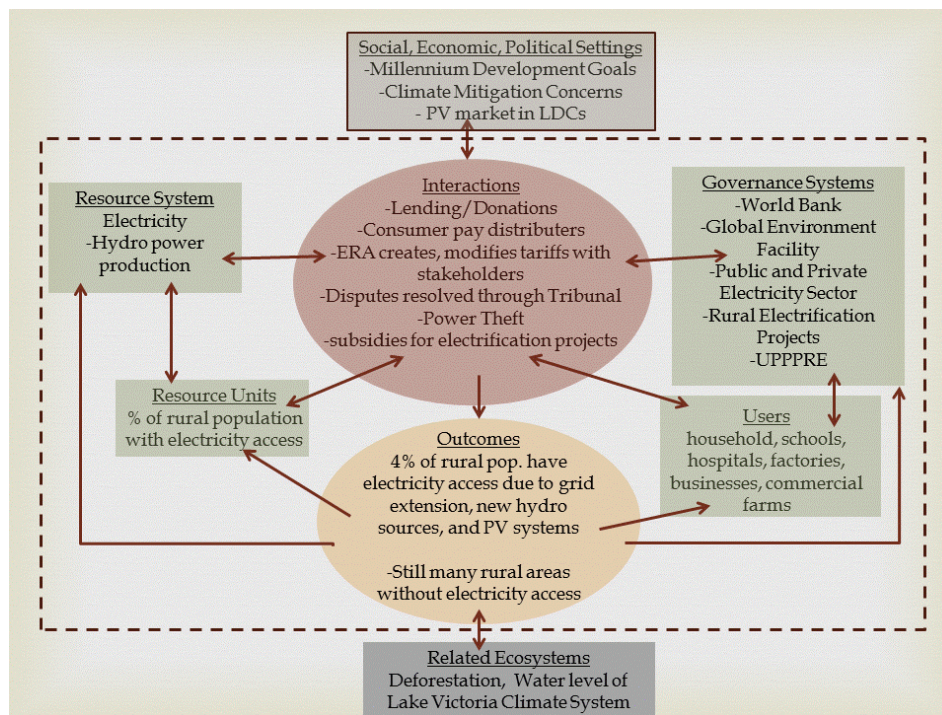 Social, Economic, Political Settings
-Millennium Development Goals
-Climate Mitigation Concerns
- PV market in LDCs
Resource System
Electricity
-Hydro power
production
Interactions
-Lending/Donations
-Consumer pay distributers
-ERA creates, modifies tariffs with
stakeholders
-Disputes resolved through Tribunal
-Power Theft
-subsidies for electrification projects
Governance Systems
-World Bank
-Global Environment
Facility
-Public and Private
Electricity Sector
-Rural Electrification
Projects
-UPPPRE
Resource Units
% of rural population
with electricity access
Outcomes
4% of rural pop. have
electricity access due to grid
extension, new hydro
sources, and PV systems
-Still many rural areas
without electricity access
Users
household, schools,
hospitals, factories,
businesses, commercial
farms
Related Ecosystems
Deforestation, Water level of
Lake Victoria Climate System